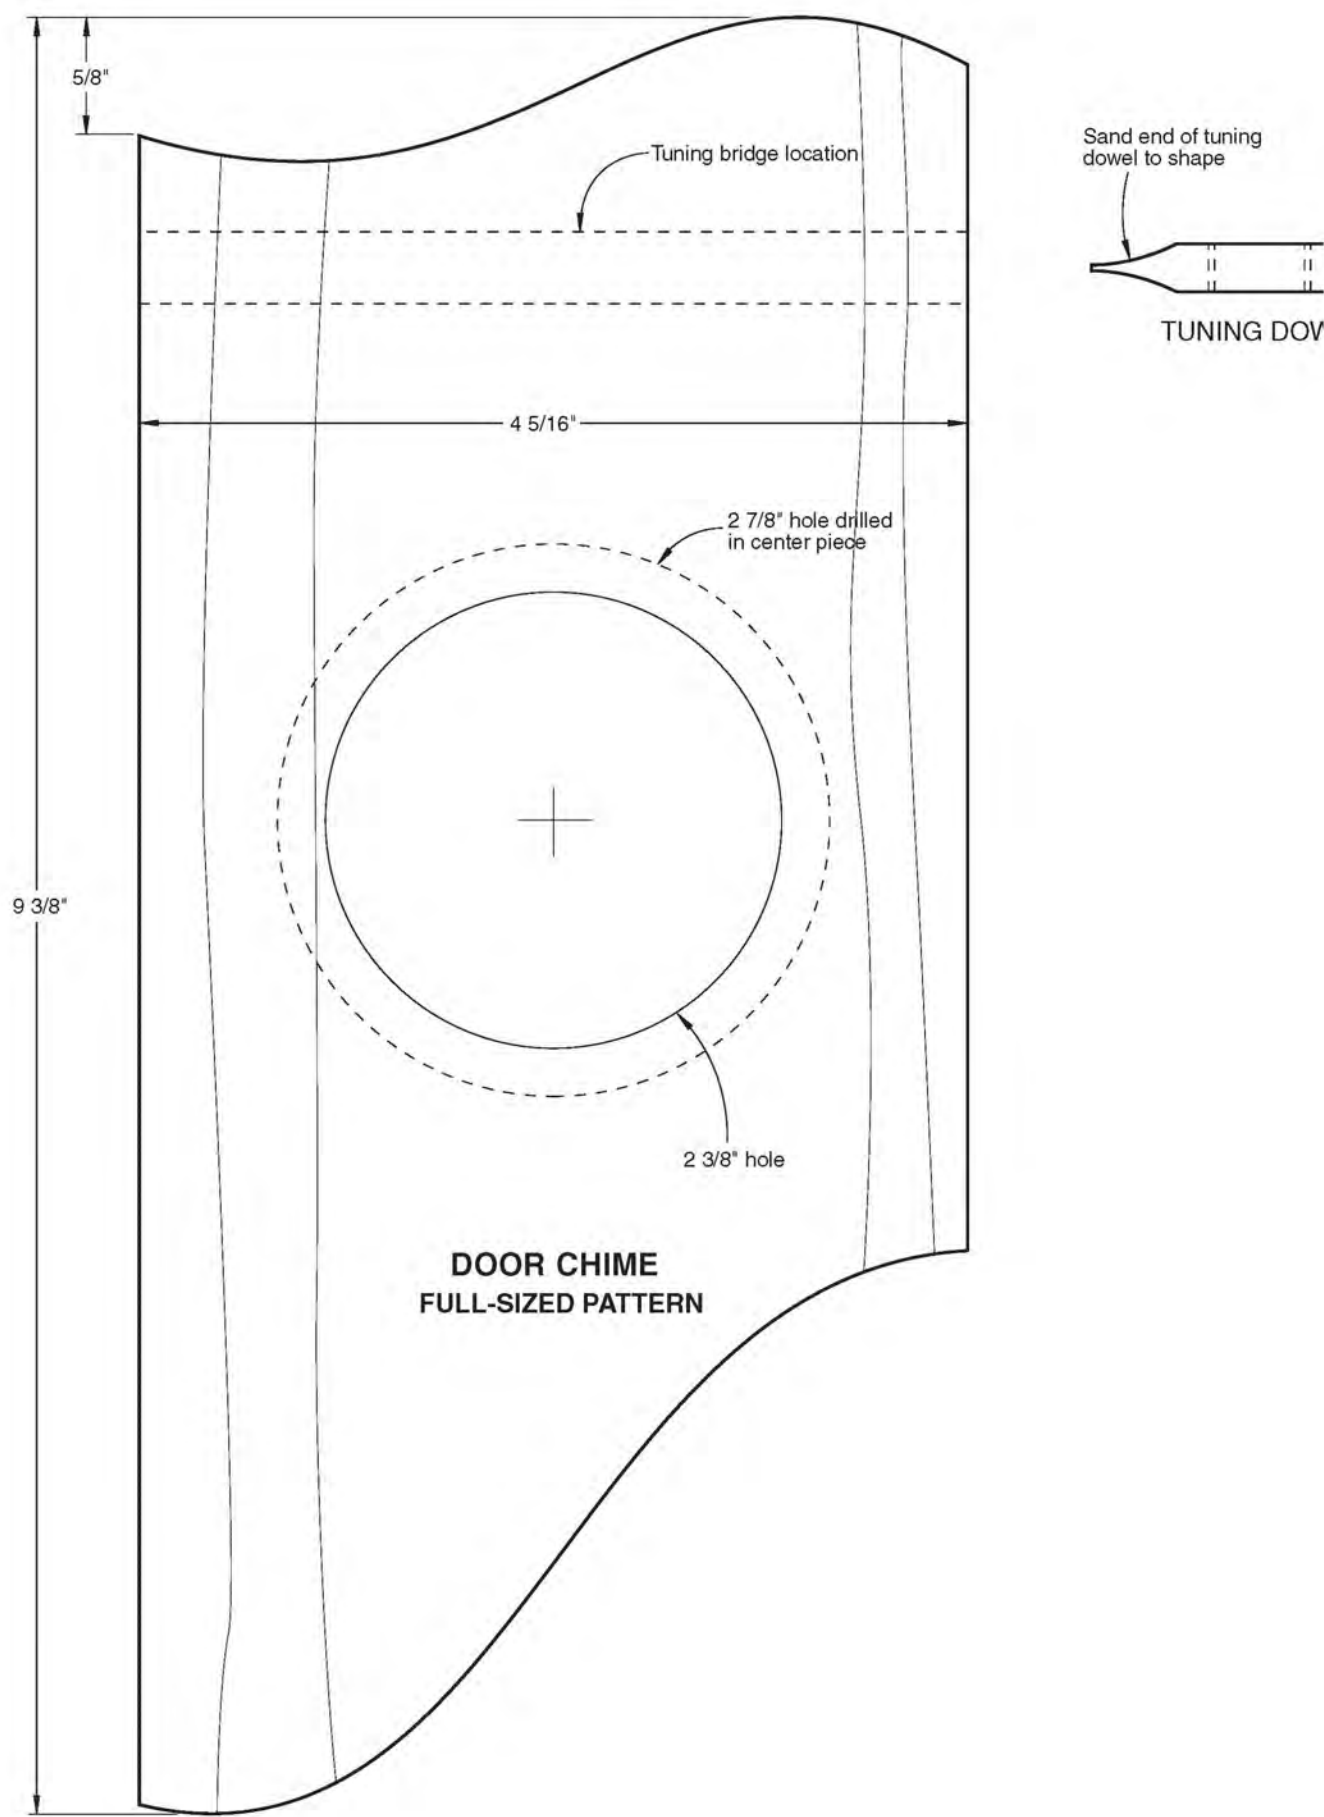 5/8"
Tuning bridge location
Sand end of tuning
dowel to shape
TUNING DOW
4 5/16"
2 7/8" hole drilled
in center piece
9 3/8"
2 3/8" hole
DOOR CHIME
FULL-SIZED PATTERN